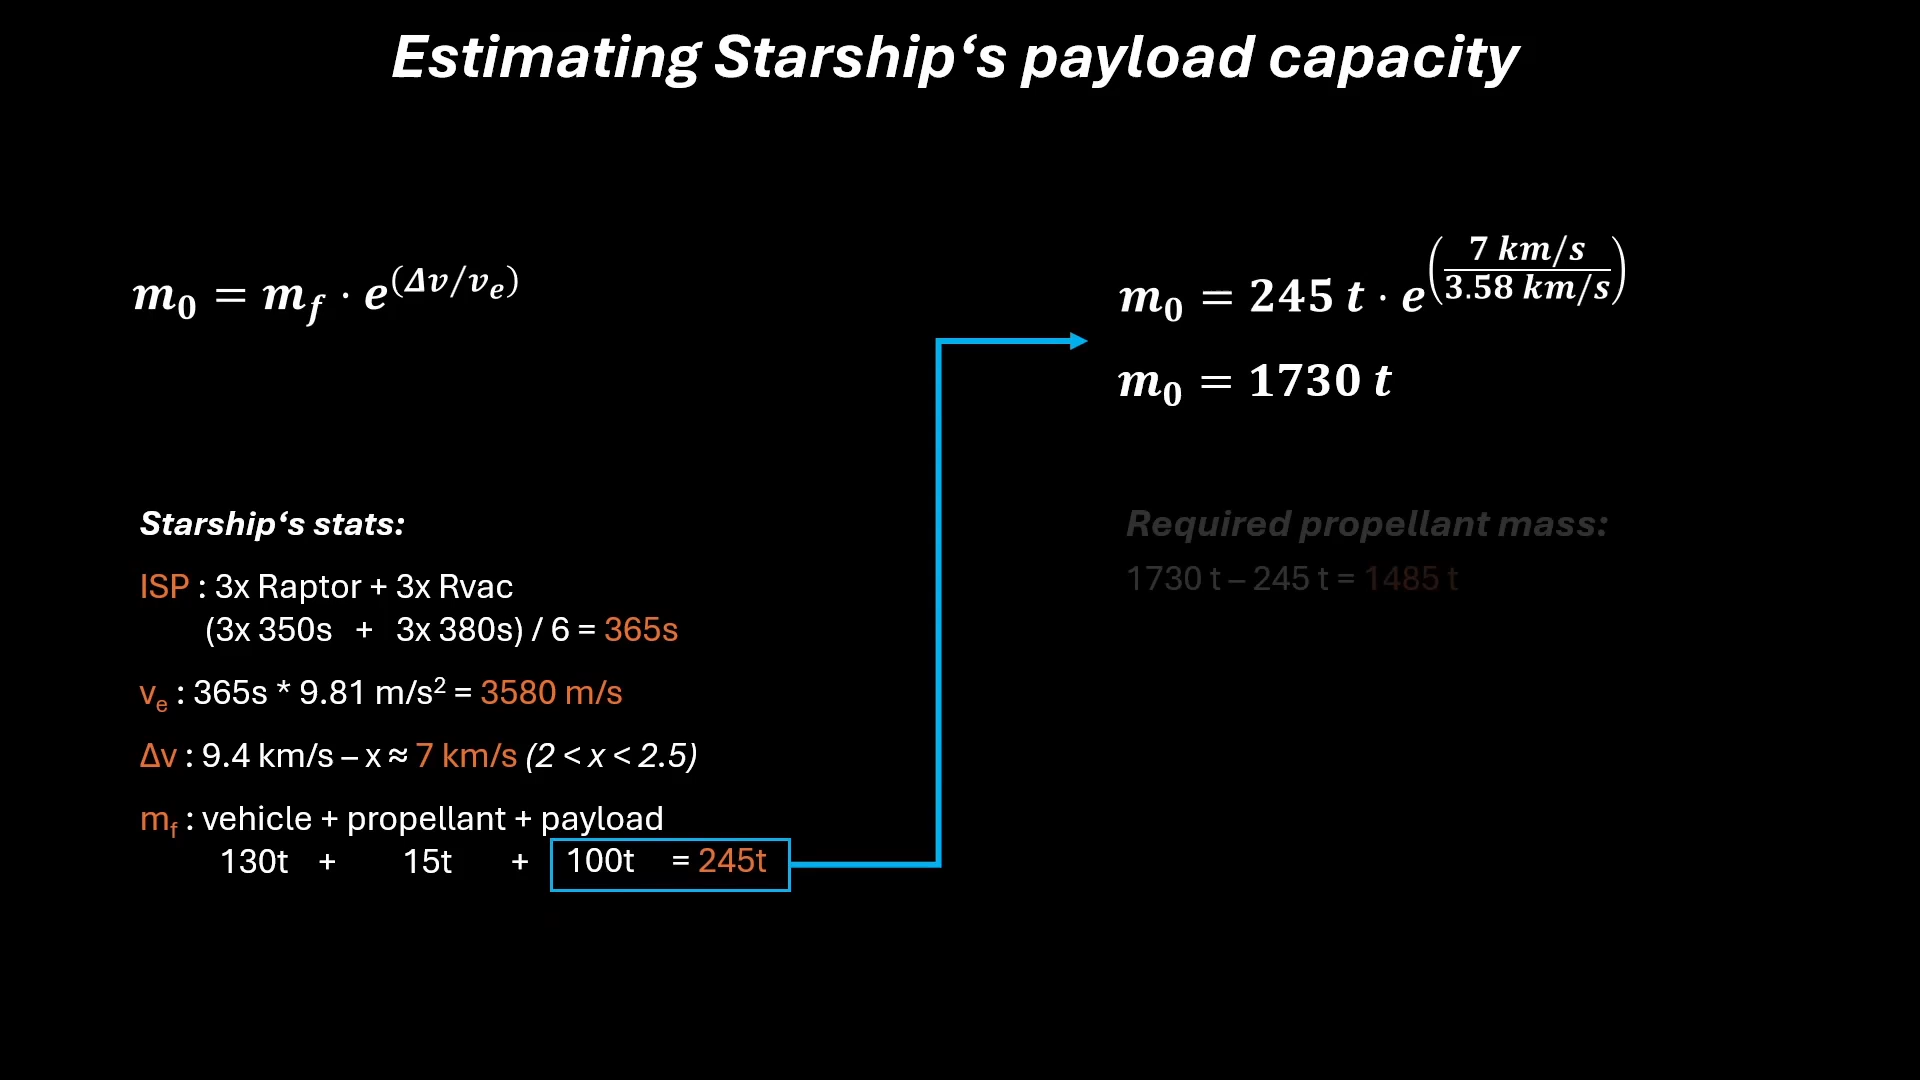 Estimating Starship‘s payload capacity
m₀ = m_f · e^(Δv/vₑ)
m₀ = 245 t · e^(7 km/s / 3.58 km/s)
m₀ = 1730 t
Starship‘s stats:
ISP : 3x Raptor + 3x Rvac
(3x 350s + 3x 380s) / 6 = 365s
vₑ : 365s * 9.81 m/s² = 3580 m/s
Δv : 9.4 km/s – x ≈ 7 km/s (2 < x < 2.5)
m_f : vehicle + propellant + payload
130t + 15t + 100t = 245t
Required propellant mass:
1730 t – 245 t = 1485 t